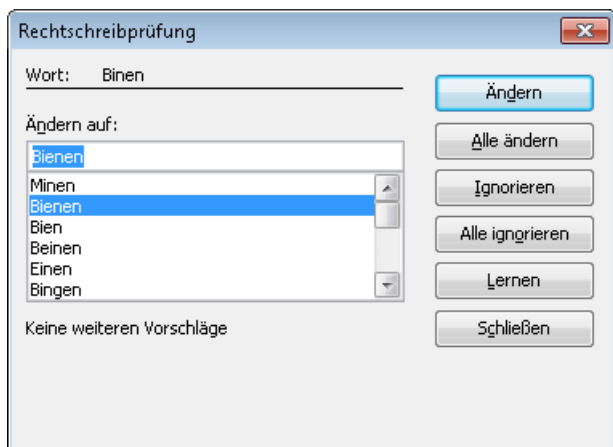 Rechtschreibprüfung
Wort: Binen
Ändern auf:
Bienen
Minen
Bienen
Bien
Beinen
Einen
Bingen
Keine weiteren Vorschläge
Ändern
Alle ändern
Ignorieren
Alle ignorieren
Lernen
Schließen